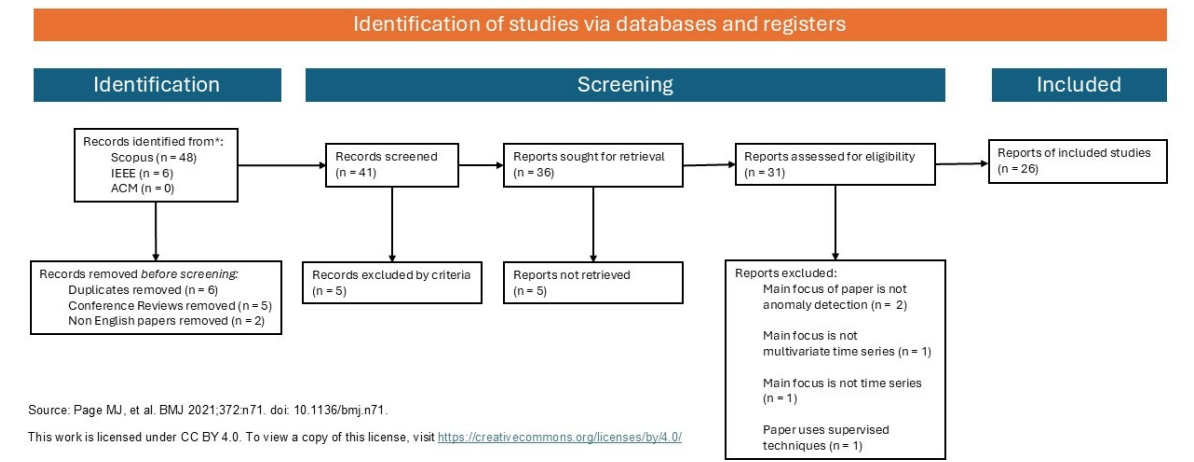 Identification of studies via databases and registers
Identification
Screening
Included
Records identified from*:
Scopus (n = 48)
IEEE (n = 6)
ACM (n = 0)
Records screened
(n = 41)
Reports sought for retrieval
(n = 36)
Reports assessed for eligibility
(n = 31)
Reports of included studies
(n = 26)
Records removed before screening:
Duplicates removed (n = 6)
Conference Reviews removed (n = 5)
Non English papers removed (n = 2)
Records excluded by criteria
(n = 5)
Reports not retrieved
(n = 5)
Reports excluded:
Main focus of paper is not
anomaly detection (n = 2)
Main focus is not
multivariate time series (n = 1)
Main focus is not time series
(n = 1)
Paper uses supervised
techniques (n = 1)
Source: Page MJ, et al. BMJ 2021;372:n71. doi: 10.1136/bmj.n71.
This work is licensed under CC BY 4.0. To view a copy of this license, visit https://creativecommons.org/licenses/by/4.0/